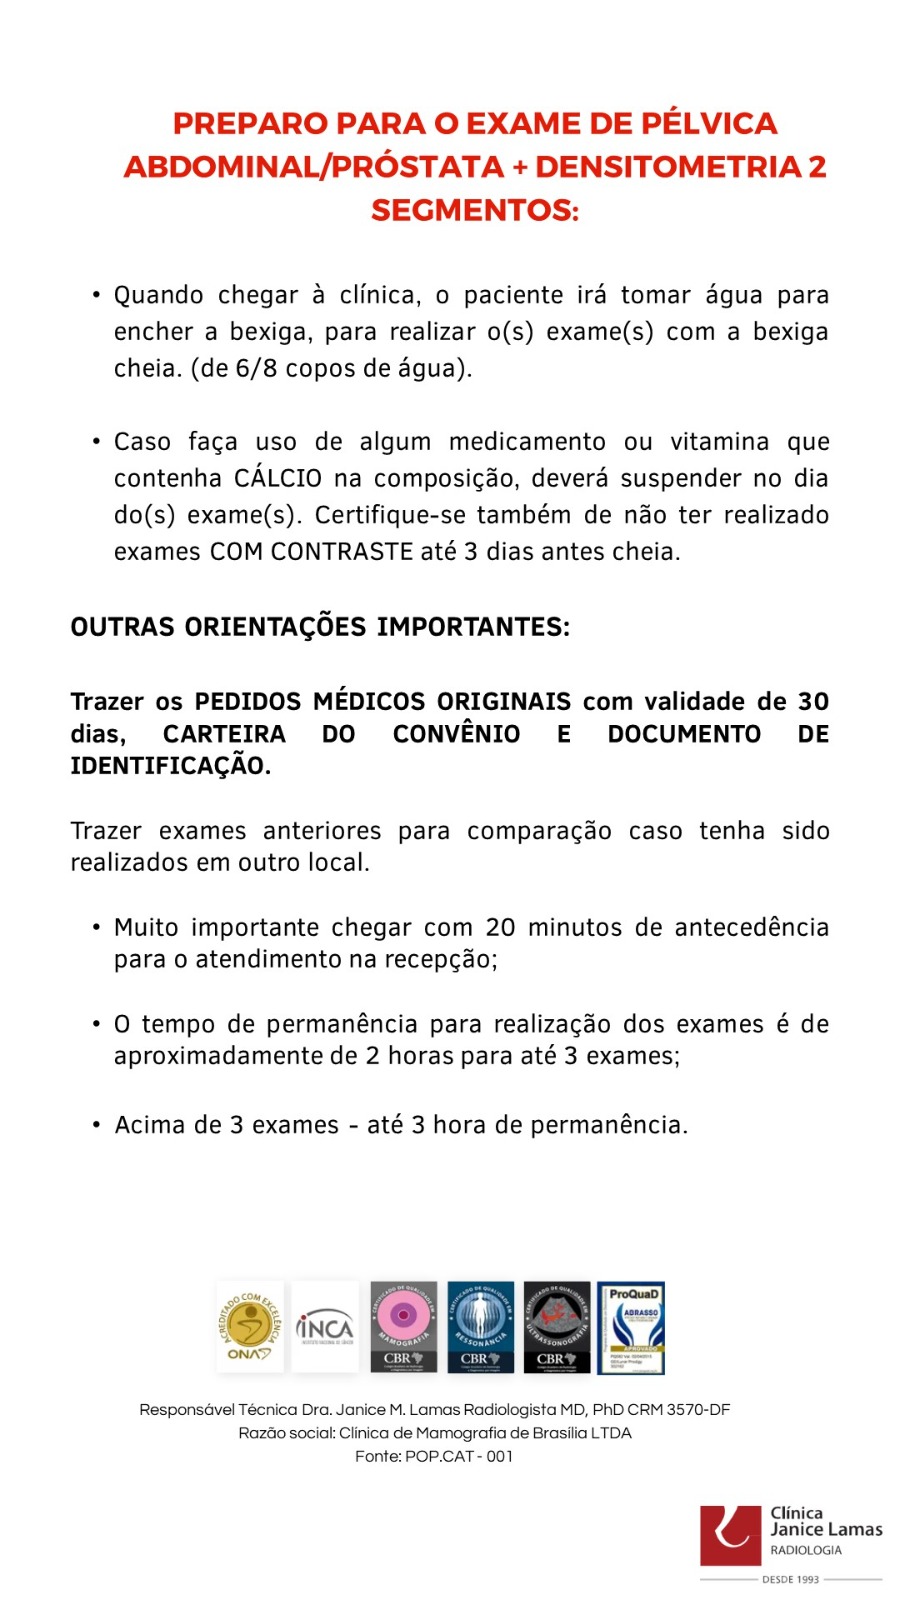 PREPARO PARA O EXAME DE PÉLVICA
ABDOMINAL/PRÓSTATA + DENSITOMETRIA 2
SEGMENTOS:
• Quando chegar à clínica, o paciente irá tomar água para
encher a bexiga, para realizar o(s) exame(s) com a bexiga
cheia. (de 6/8 copos de água).
• Caso faça uso de algum medicamento ou vitamina que
contenha CÁLCIO na composição, deverá suspender no dia
do(s) exame(s). Certifique-se também de não ter realizado
exames COM CONTRASTE até 3 dias antes cheia.
OUTRAS ORIENTAÇÕES IMPORTANTES:
Trazer os PEDIDOS MÉDICOS ORIGINAIS com validade de 30
dias, CARTEIRA DO CONVÊNIO E DOCUMENTO DE
IDENTIFICAÇÃO.
Trazer exames anteriores para comparação caso tenha sido
realizados em outro local.
• Muito importante chegar com 20 minutos de antecedência
para o atendimento na recepção;
• O tempo de permanência para realização dos exames é de
aproximadamente de 2 horas para até 3 exames;
• Acima de 3 exames - até 3 hora de permanência.
ACREDITADO COM EXCELÊNCIA
ONA
INCA
INSTITUTO NACIONAL DE CÂNCER
CERTIFICADO DE QUALIDADE EM
MAMOGRAFIA
CBR
CERTIFICADO DE QUALIDADE EM
RESSONÂNCIA
CBR
CERTIFICADO DE QUALIDADE EM
ULTRASSONOGRAFIA
CBR
ProQuaD
ABRASSO
APROVADO
Responsável Técnica Dra. Janice M. Lamas Radiologista MD, PhD CRM 3570-DF
Razão social: Clínica de Mamografia de Brasília LTDA
Fonte: POP.CAT - 001
Clínica
Janice Lamas
RADIOLOGIA
DESDE 1993